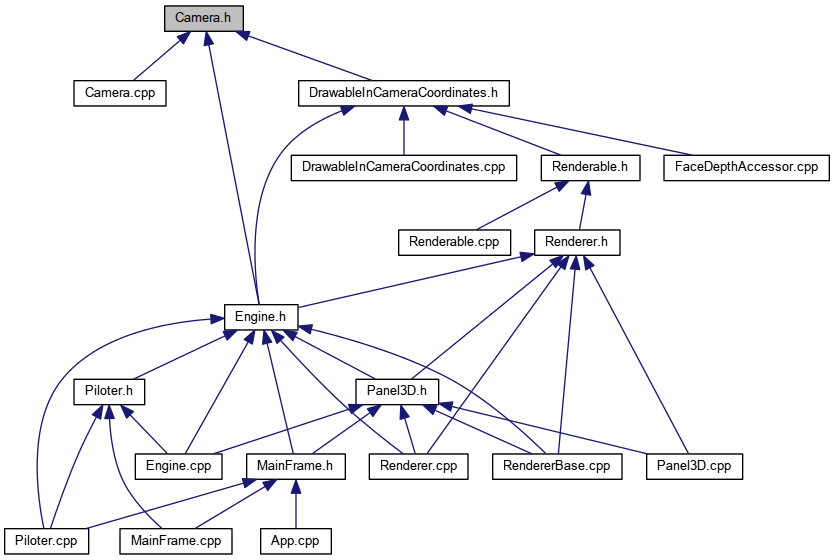 Camera.h
Camera.cpp
DrawableInCameraCoordinates.h
DrawableInCameraCoordinates.cpp
Renderable.h
FaceDepthAccessor.cpp
Renderable.cpp
Renderer.h
Engine.h
Piloter.h
Panel3D.h
Engine.cpp
MainFrame.h
Renderer.cpp
RendererBase.cpp
Panel3D.cpp
Piloter.cpp
MainFrame.cpp
App.cpp